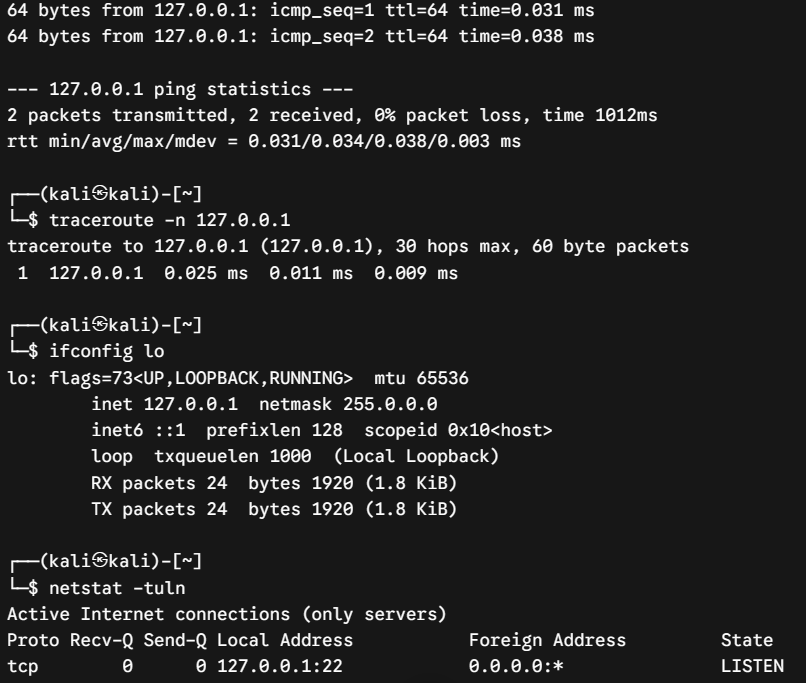 64 bytes from 127.0.0.1: icmp_seq=1 ttl=64 time=0.031 ms
64 bytes from 127.0.0.1: icmp_seq=2 ttl=64 time=0.038 ms

--- 127.0.0.1 ping statistics ---
2 packets transmitted, 2 received, 0% packet loss, time 1012ms
rtt min/avg/max/mdev = 0.031/0.034/0.038/0.003 ms

┌──(kali㉿kali)-[~]
└─$ traceroute -n 127.0.0.1
traceroute to 127.0.0.1 (127.0.0.1), 30 hops max, 60 byte packets
 1  127.0.0.1  0.025 ms  0.011 ms  0.009 ms

┌──(kali㉿kali)-[~]
└─$ ifconfig lo
lo: flags=73<UP,LOOPBACK,RUNNING>  mtu 65536
        inet 127.0.0.1  netmask 255.0.0.0
        inet6 ::1  prefixlen 128  scopeid 0x10<host>
        loop  txqueuelen 1000  (Local Loopback)
        RX packets 24  bytes 1920 (1.8 KiB)
        TX packets 24  bytes 1920 (1.8 KiB)

┌──(kali㉿kali)-[~]
└─$ netstat -tuln
Active Internet connections (only servers)
Proto Recv-Q Send-Q Local Address           Foreign Address         State
tcp        0      0 127.0.0.1:22            0.0.0.0:*               LISTEN